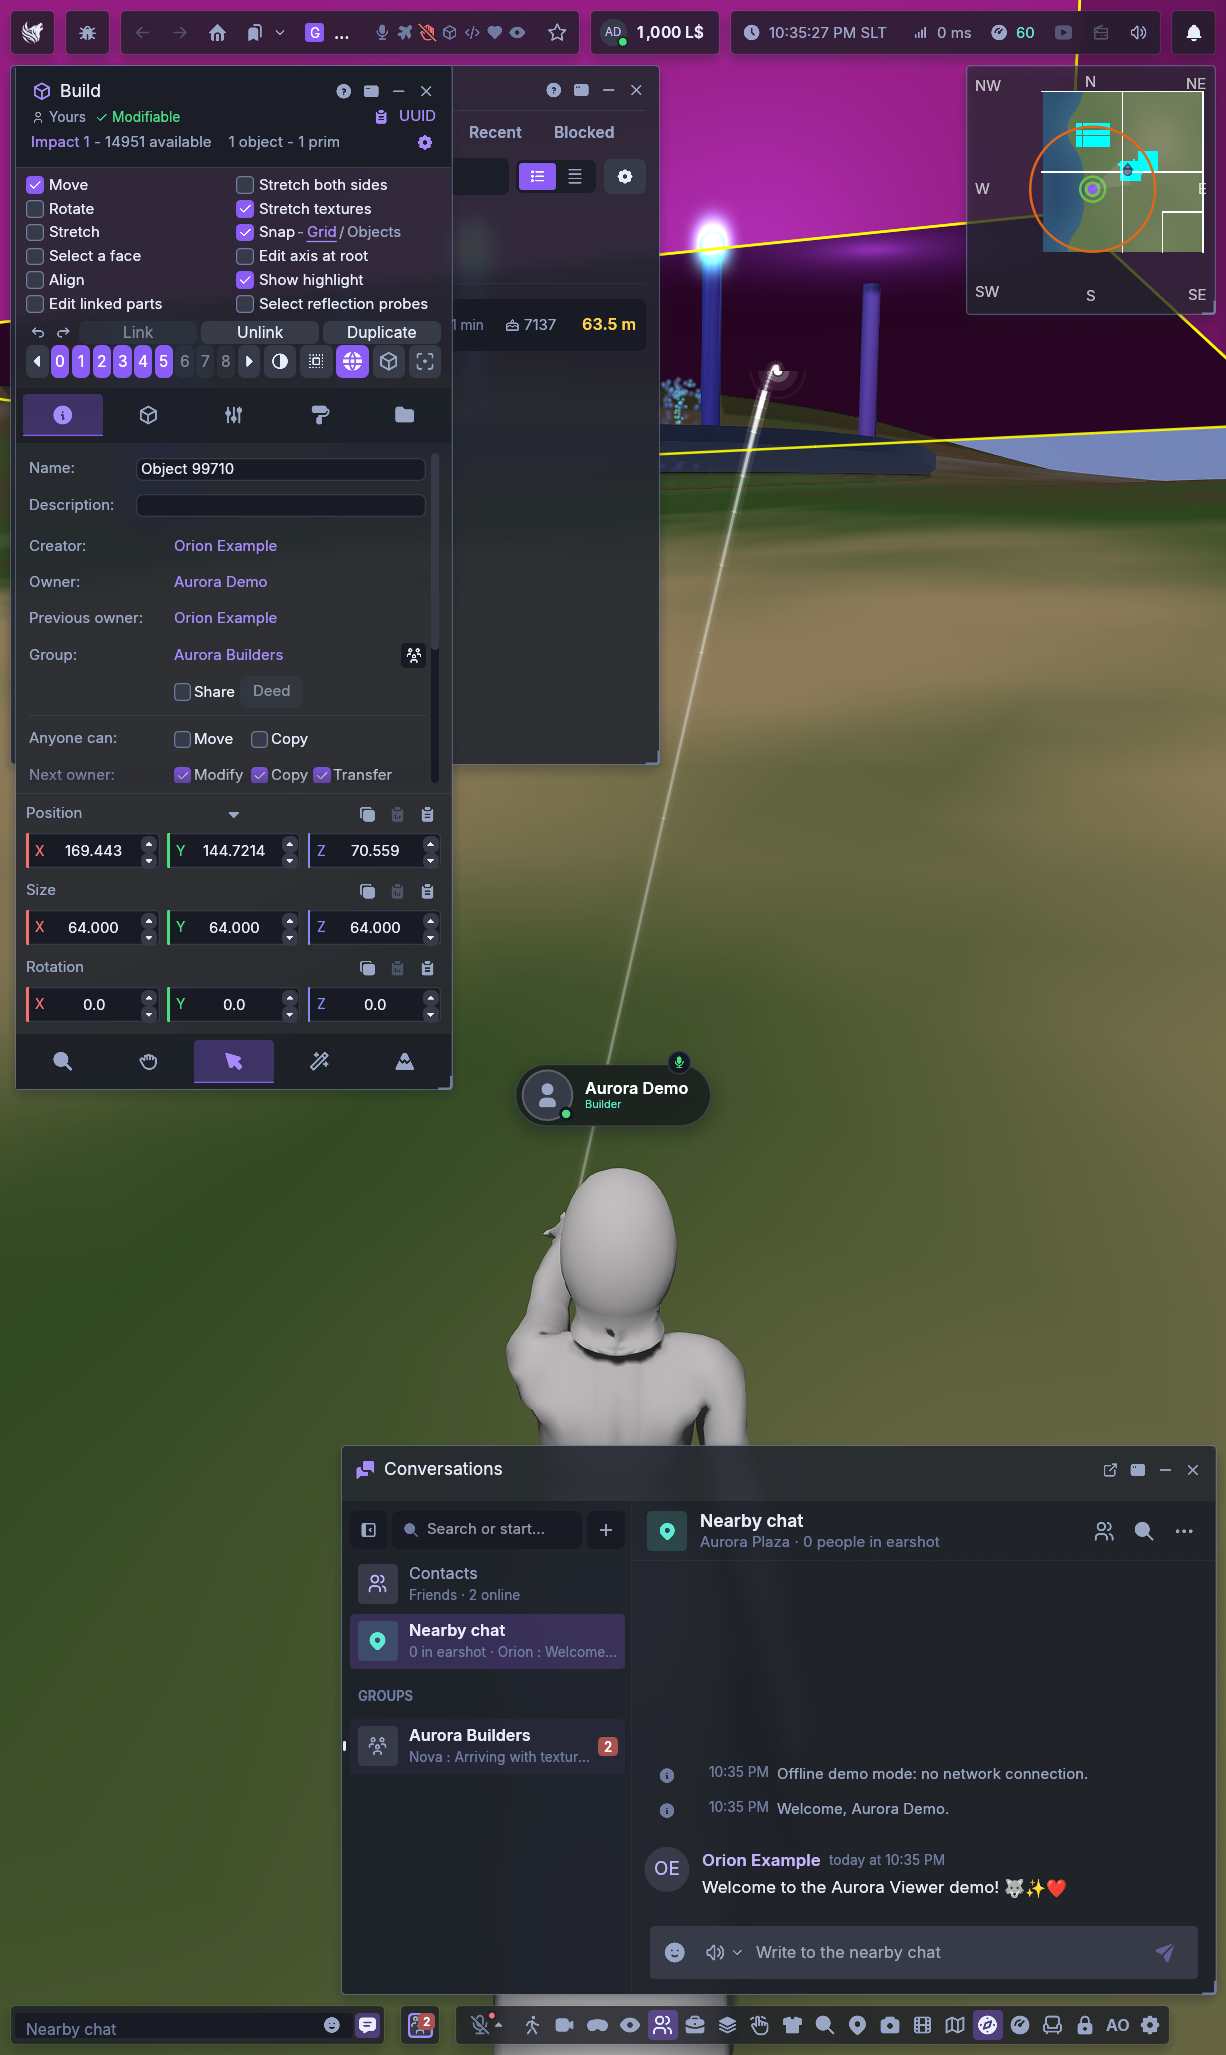 G ...
AD 1,000 L$
10:35:27 PM SLT 0 ms 60
Build
Yours Modifiable UUID
Impact 1 - 14951 available 1 object - 1 prim
Move Stretch both sides
Rotate Stretch textures
Stretch Snap - Grid / Objects
Select a face Edit axis at root
Align Show highlight
Edit linked parts Select reflection probes
Link Unlink Duplicate
0 1 2 3 4 5 6 7 8
Name: Object 99710
Description:
Creator: Orion Example
Owner: Aurora Demo
Previous owner: Orion Example
Group: Aurora Builders
Share Deed
Anyone can: Move Copy
Next owner: Modify Copy Transfer
Position
X 169.443 Y 144.7214 Z 70.559
Size
X 64.000 Y 64.000 Z 64.000
Rotation
X 0.0 Y 0.0 Z 0.0
Recent Blocked
1 min 7137 63.5 m
NW N NE
W E
SW S SE
Aurora Demo
Builder
Conversations
Search or start...
Contacts
Friends · 2 online
Nearby chat
0 in earshot · Orion : Welcome...
GROUPS
Aurora Builders
Nova : Arriving with textur... 2
Nearby chat
Aurora Plaza · 0 people in earshot
10:35 PM Offline demo mode: no network connection.
10:35 PM Welcome, Aurora Demo.
OE Orion Example today at 10:35 PM
Welcome to the Aurora Viewer demo! 🐺✨❤️
Write to the nearby chat
Nearby chat
2
AO